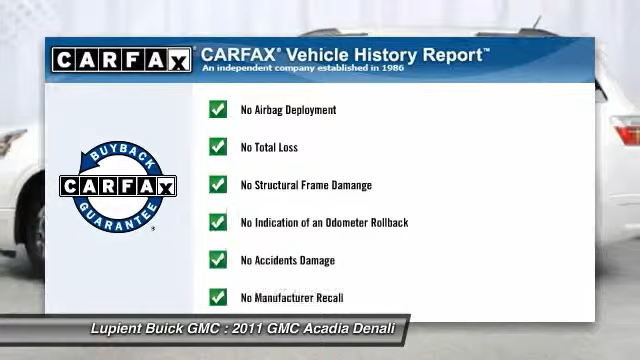 CARFAX CARFAX® Vehicle History Report™
An independent company established in 1986
No Airbag Deployment
No Total Loss
No Structural Frame Damange
No Indication of an Odometer Rollback
No Accidents Damage
No Manufacturer Recall
BUYBACK
CARFAX
GUARANTEE®
Lupient Buick GMC : 2011 GMC Acadia Denali